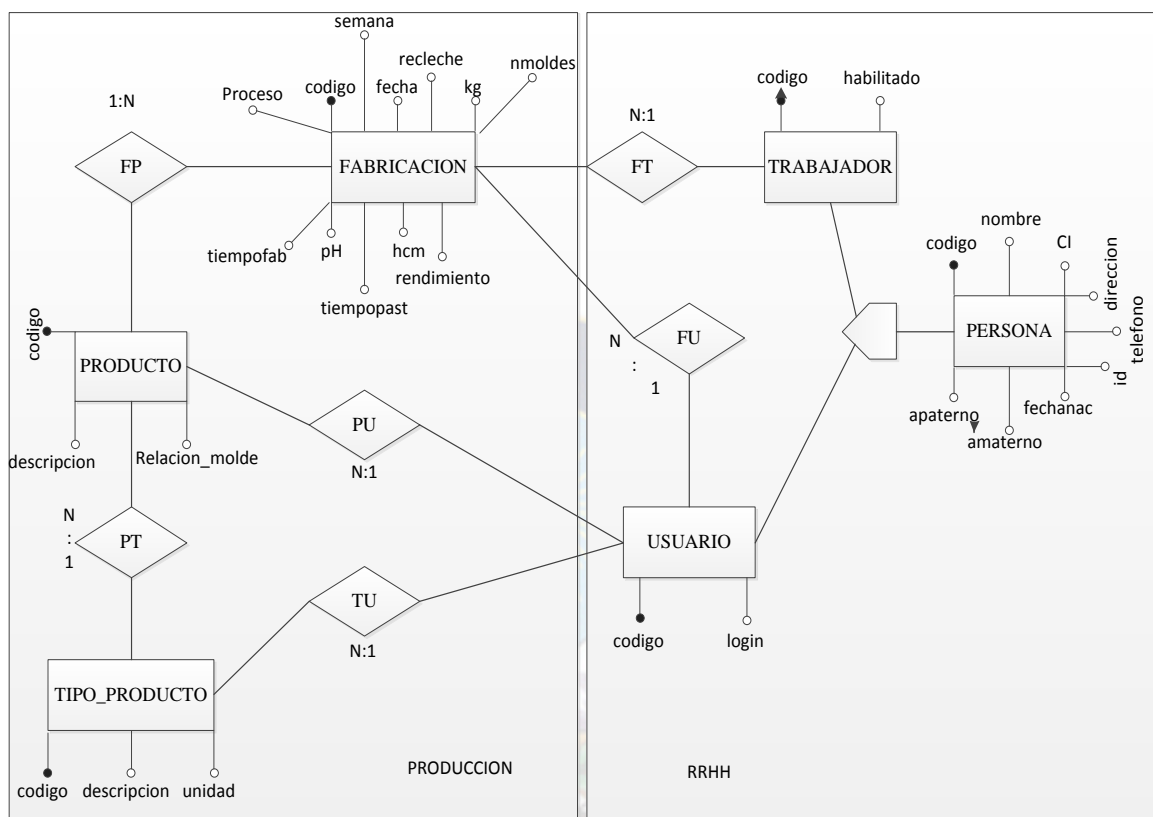 semana
recleche
nmoldes
codigo
fecha
kg
Proceso
1:N
FP
FABRICACION
N:1
FT
codigo
habilitado
TRABAJADOR
tiempofab
pH
hcm
rendimiento
tiempopast
nombre
codigo
CI
direccion
PERSONA
telefono
id
apaterno
amaterno
fechanac
codigo
PRODUCTO
descripcion
Relacion_molde
N
:
1
FU
PU
N:1
N
:
1
PT
USUARIO
codigo
login
TU
N:1
TIPO_PRODUCTO
codigo
descripcion
unidad
PRODUCCION
RRHH